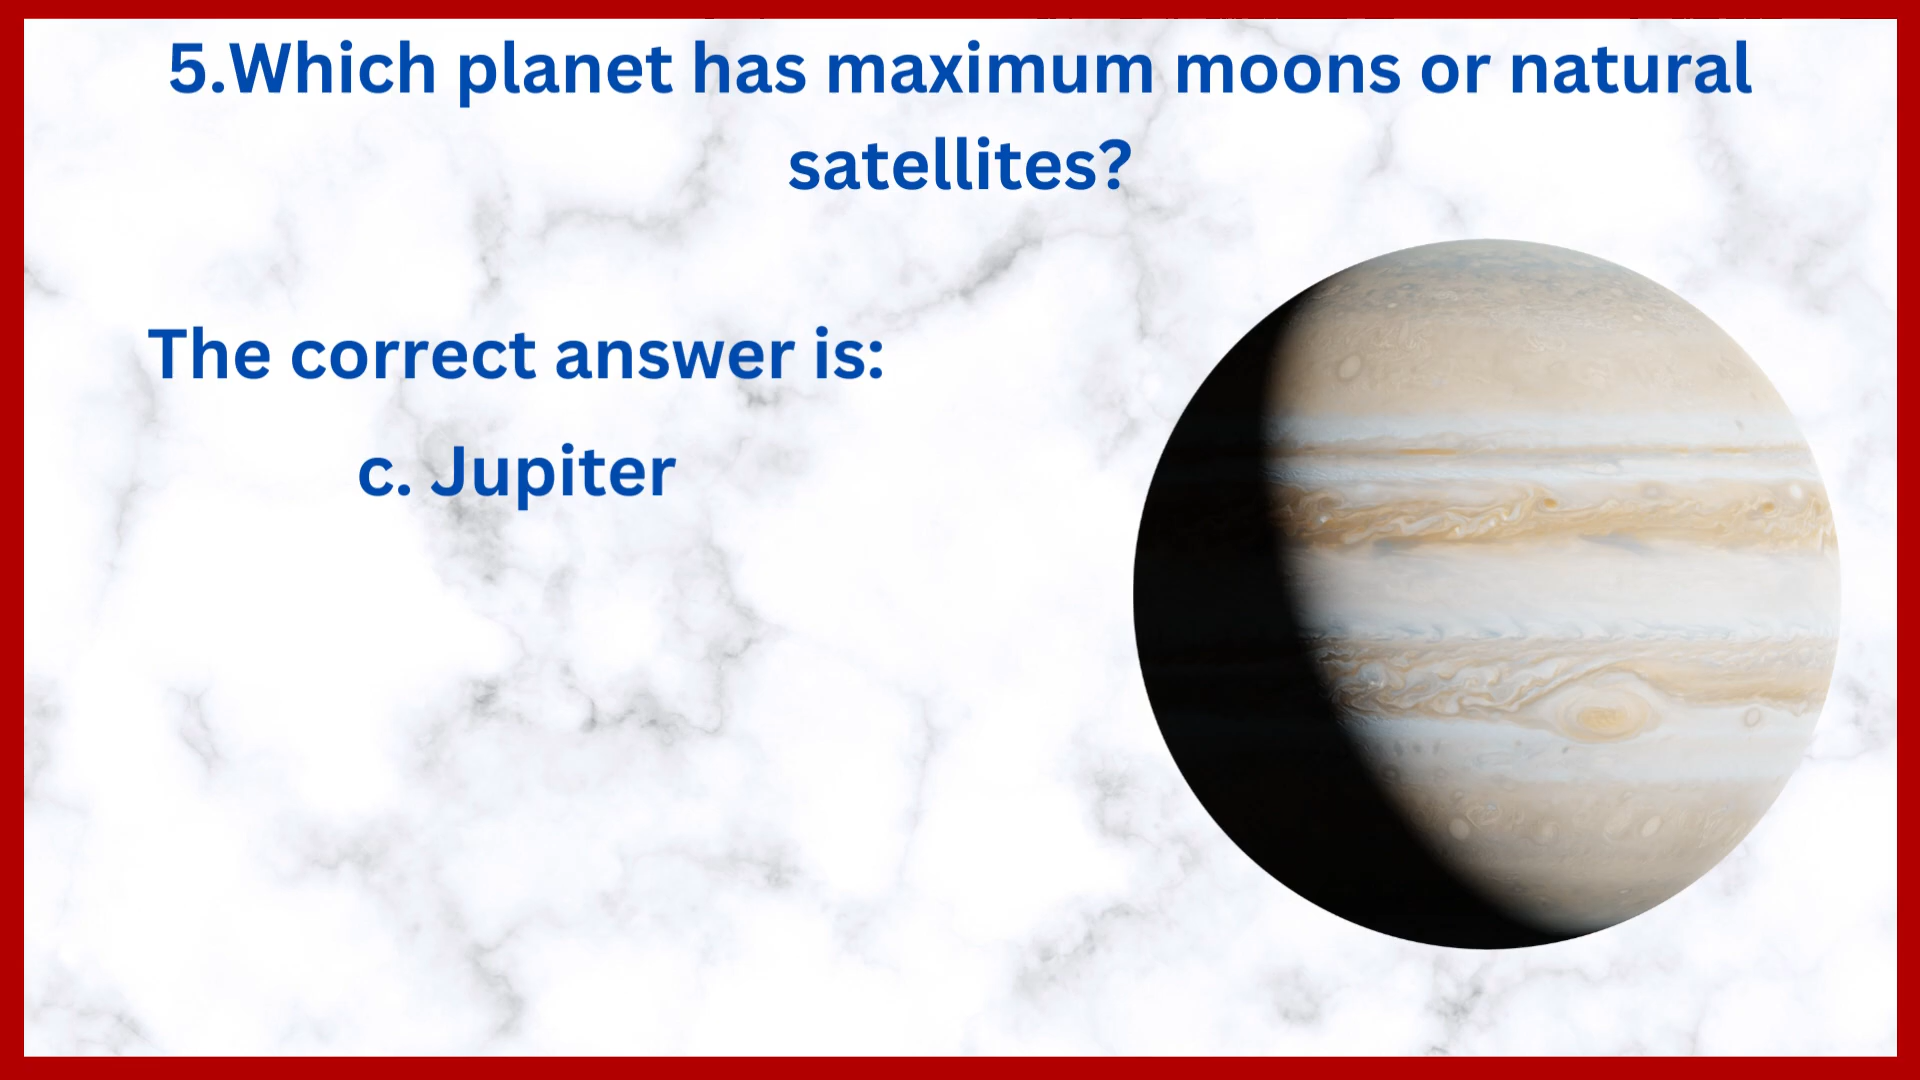 5.Which planet has maximum moons or natural
satellites?
The correct answer is:
c. Jupiter